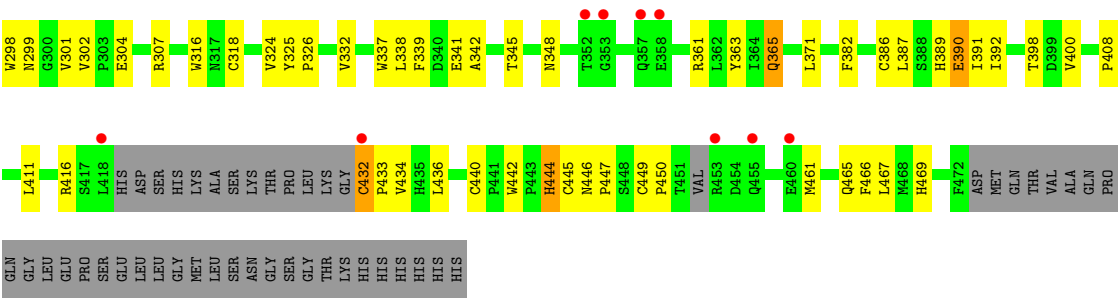 W298 N299 G300 V301 V302 P303 E304 R307 W316 N317 C318 V324 Y325 P326 V332 W337 L338 F339 D340 E341 A342 T345 N348 T354 G353 Q357 E358 R361 L362 Y363 I364 Q365 L371 F382 C386 L387 S388 H389 E390 I391 I392 T398 D399 V400 P408
L411 R416 S417 L418 HIS ASP SER HIS LYS ALA SER LYS THR PRO LEU LYS GLY C432 P433 V434 H435 L436 C440 P441 W442 P443 H444 C445 N446 P447 S448 C449 P450 T451 VAL R453 D454 Q455 E460 M461 Q465 F466 L467 M468 H469 F472 ASP MET GLN THR VAL ALA GLN PRO
GLN GLY LEU GLU PRO SER GLU LEU LEU GLY MET LEU SER ASN GLY SER GLY THR LYS HIS HIS HIS HIS HIS HIS